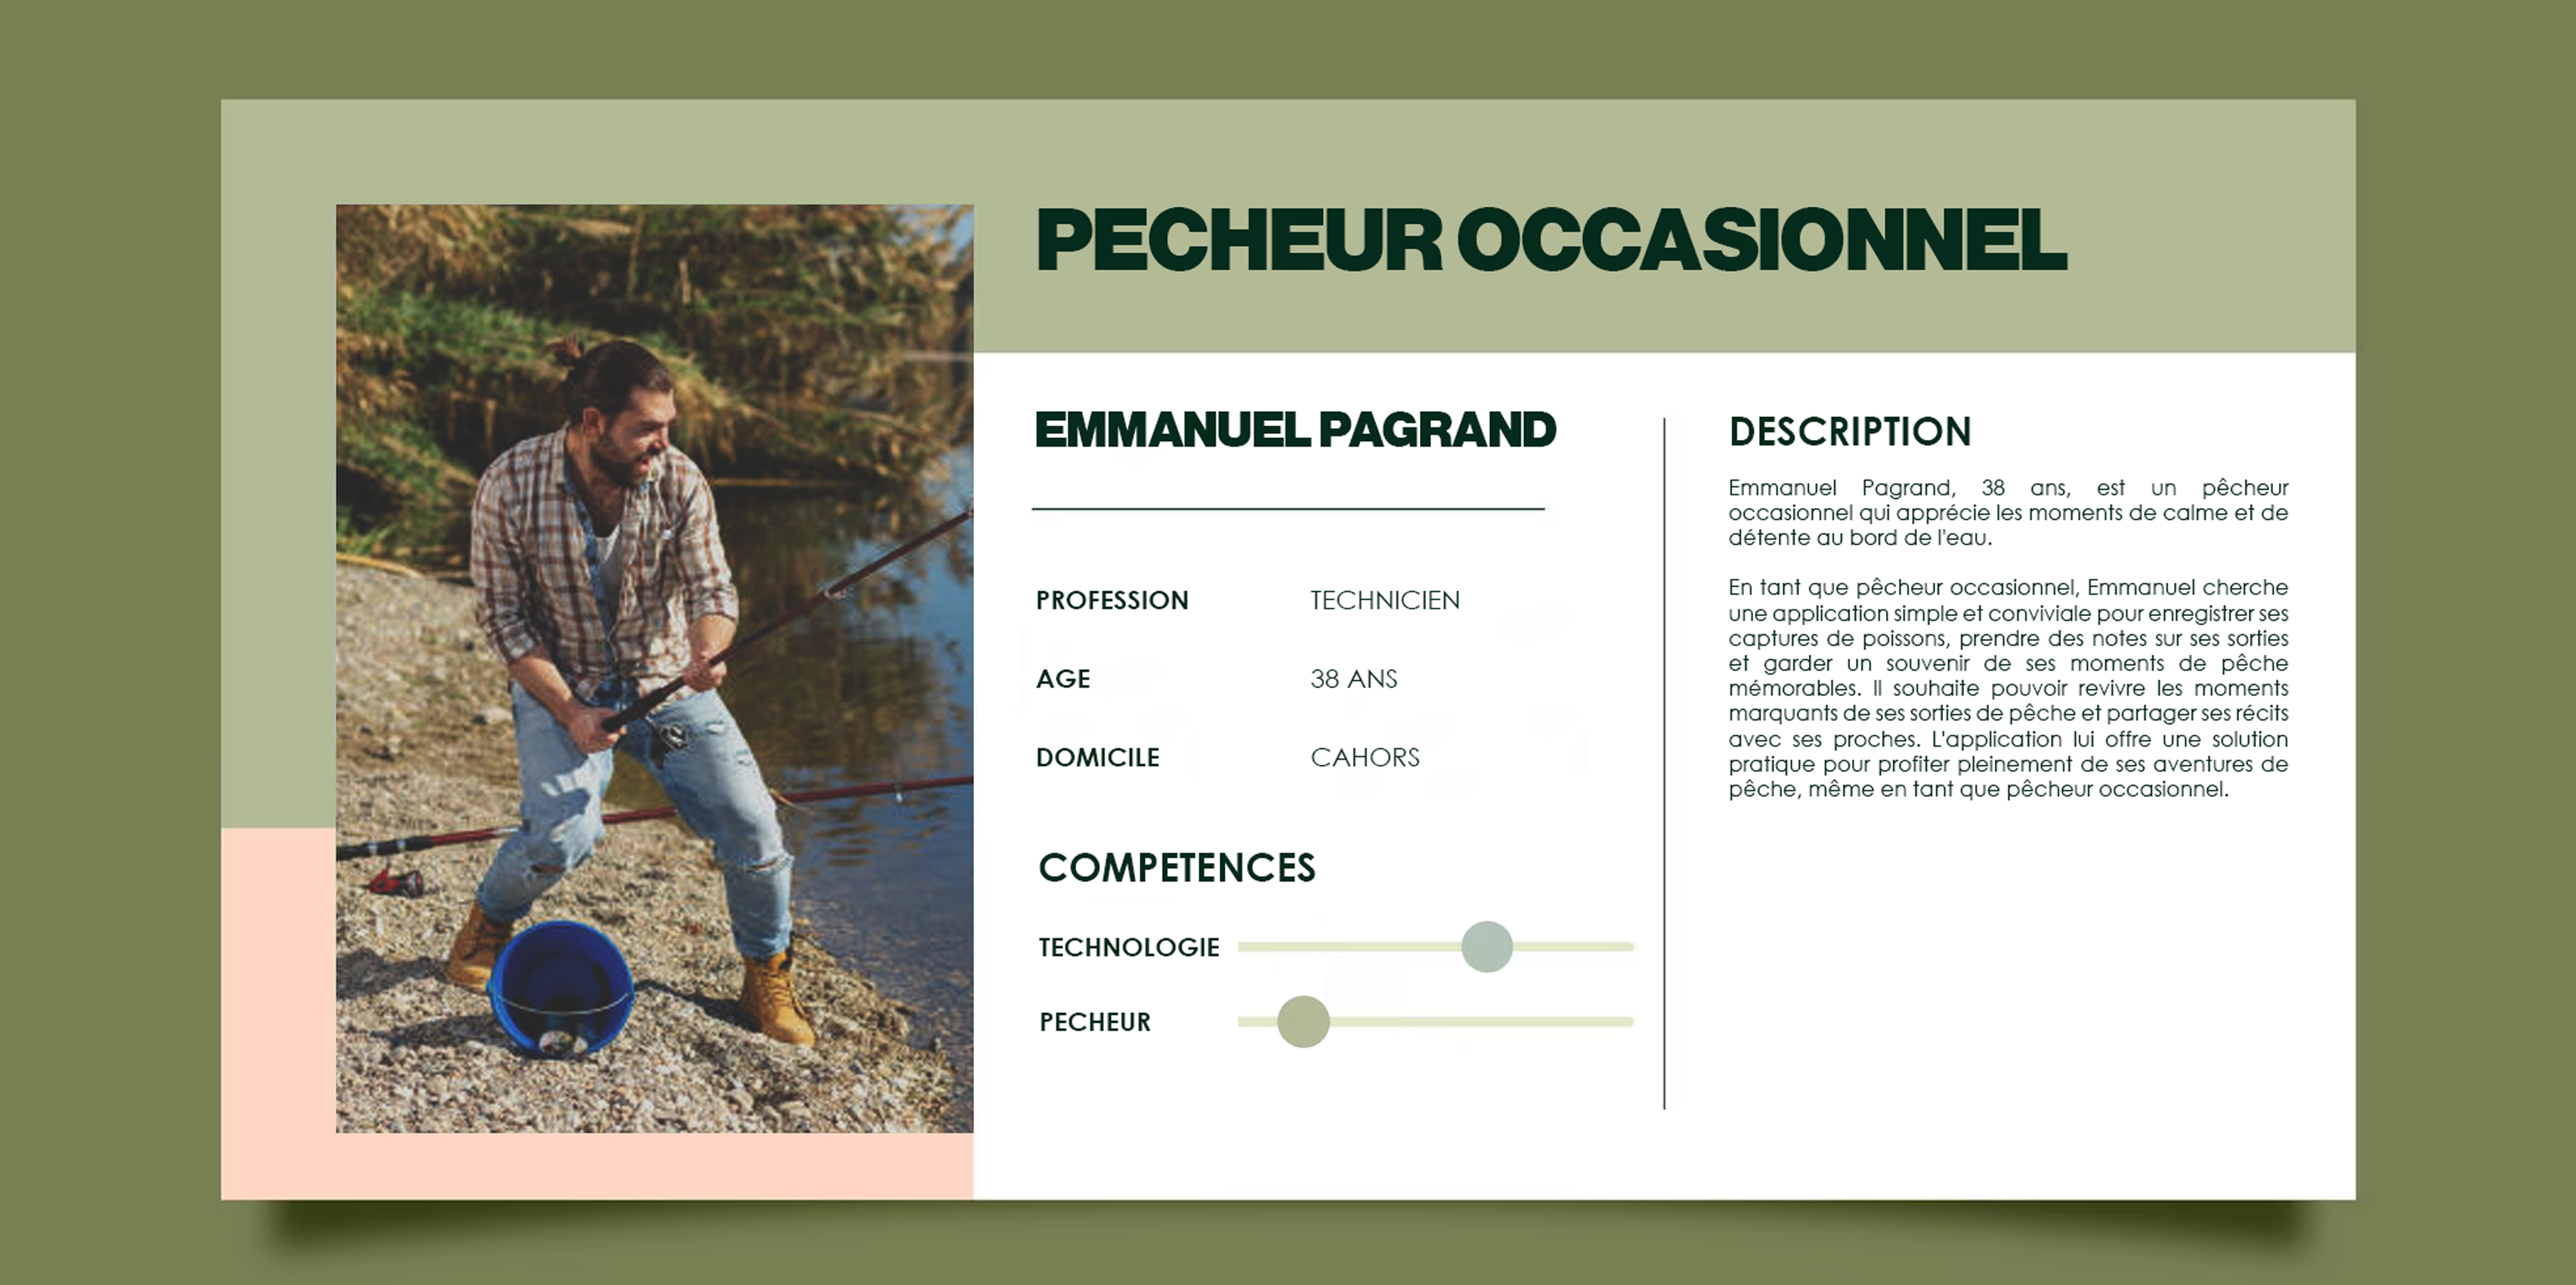 PECHEUR OCCASIONNEL
EMMANUEL PAGRAND
PROFESSION TECHNICIEN
AGE 38 ANS
DOMICILE CAHORS
COMPETENCES
TECHNOLOGIE
PECHEUR
DESCRIPTION
Emmanuel Pagrand, 38 ans, est un pêcheur
occasionnel qui apprécie les moments de calme et de
détente au bord de l'eau.
En tant que pêcheur occasionnel, Emmanuel cherche
une application simple et conviviale pour enregistrer ses
captures de poissons, prendre des notes sur ses sorties
et garder un souvenir de ses moments de pêche
mémorables. Il souhaite pouvoir revivre les moments
marquants de ses sorties de pêche et partager ses récits
avec ses proches. L'application lui offre une solution
pratique pour profiter pleinement de ses aventures de
pêche, même en tant que pêcheur occasionnel.